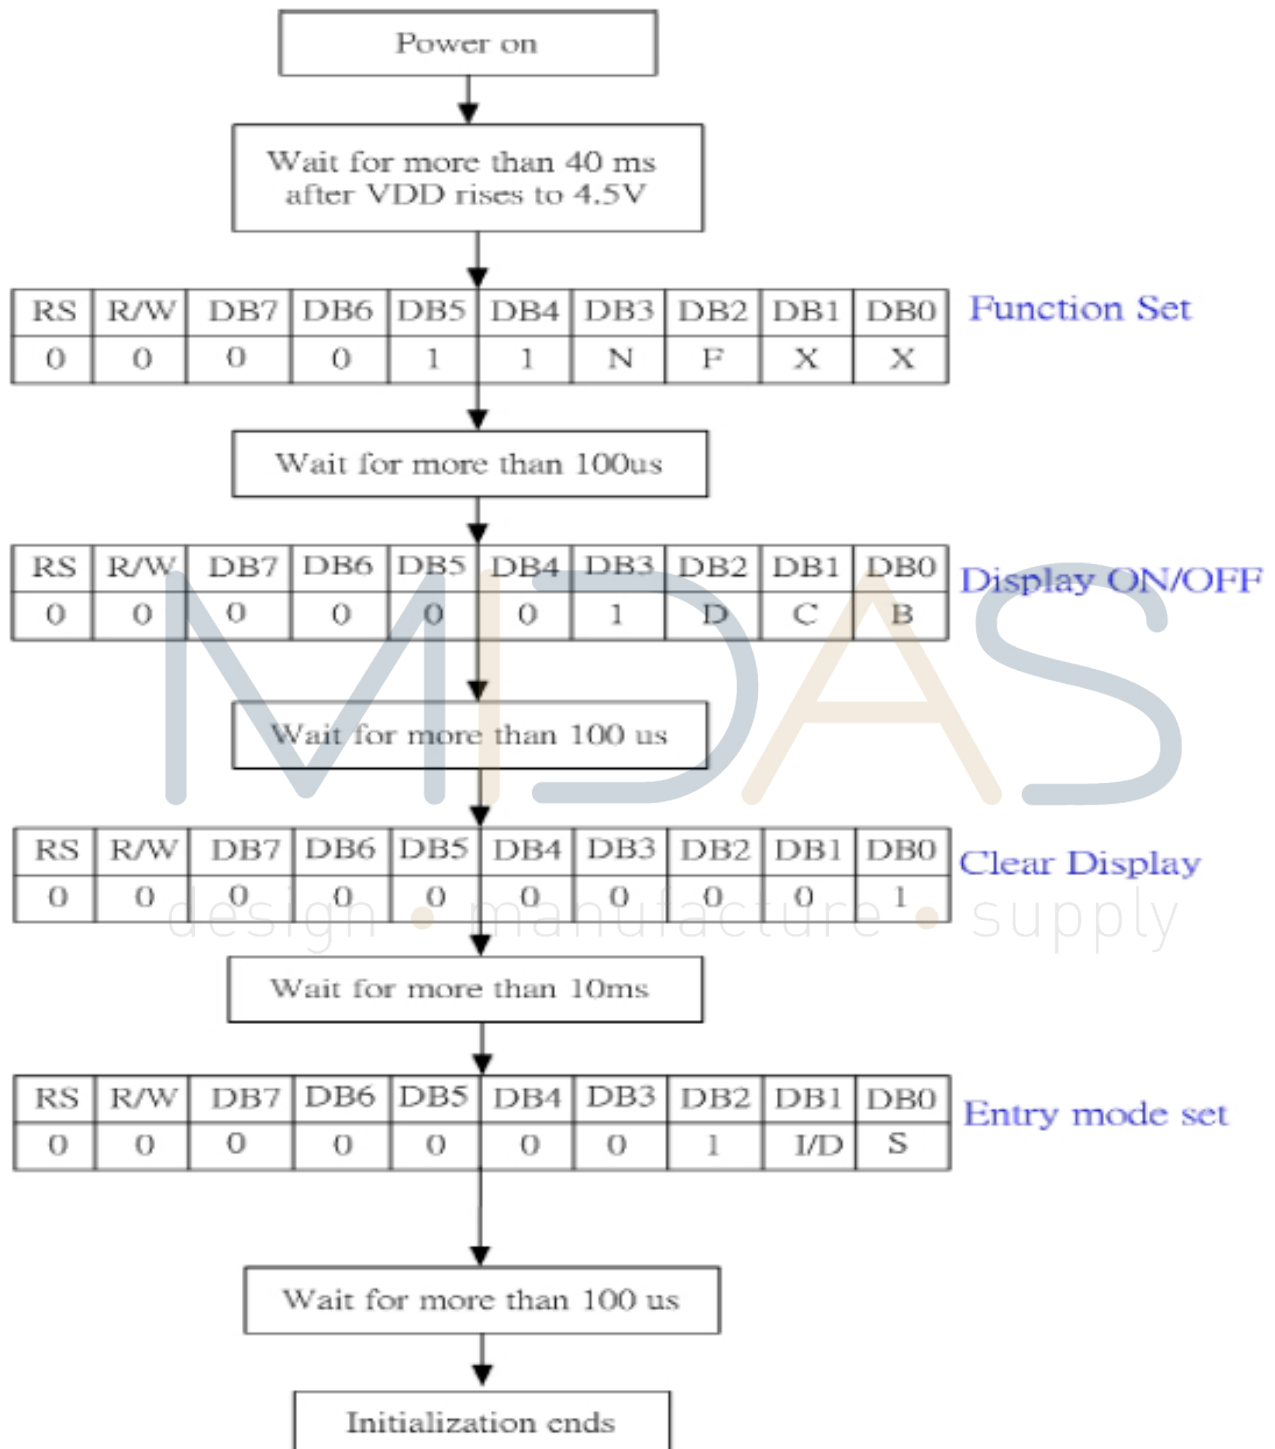 Power on
Wait for more than 40 ms
after VDD rises to 4.5V
RS R/W DB7 DB6 DB5 DB4 DB3 DB2 DB1 DB0 Function Set
0 0 0 0 1 1 N F X X
Wait for more than 100us
RS R/W DB7 DB6 DB5 DB4 DB3 DB2 DB1 DB0 Display ON/OFF
0 0 0 0 0 0 1 D C B
MIDAS
Wait for more than 100 us
RS R/W DB7 DB6 DB5 DB4 DB3 DB2 DB1 DB0 Clear Display
0 0 0 0 0 0 0 0 0 1
design • manufacture • supply
Wait for more than 10ms
RS R/W DB7 DB6 DB5 DB4 DB3 DB2 DB1 DB0 Entry mode set
0 0 0 0 0 0 0 1 I/D S
Wait for more than 100 us
Initialization ends